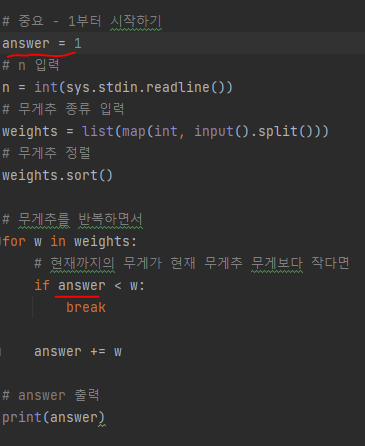 # 중요 - 1부터 시작하기
answer = 1
# n 입력
n = int(sys.stdin.readline())
# 무게추 종류 입력
weights = list(map(int, input().split()))
# 무게추 정렬
weights.sort()
# 무게추를 반복하면서
for w in weights:
# 현재까지의 무게가 현재 무게추 무게보다 작다면
if answer < w:
break
answer += w
# answer 출력
print(answer)